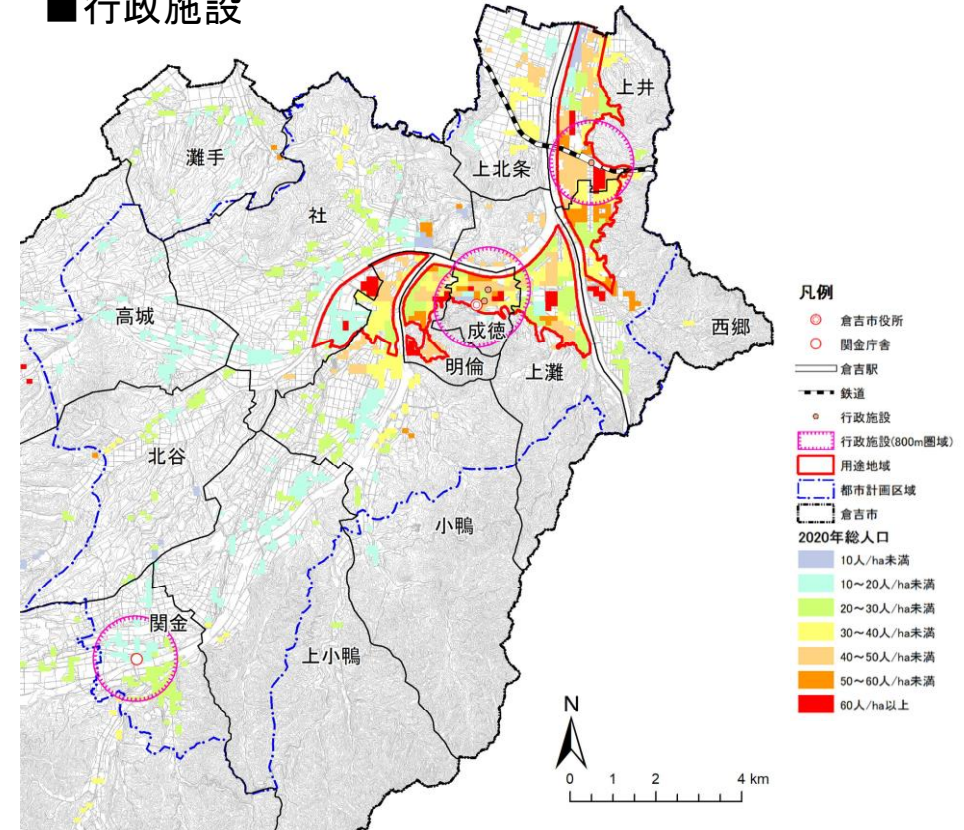 ■行政施設
上井
灘手
上北条
社
高城
西郷
成徳
明倫
上灘
北谷
小鴨
関金
上小鴨
凡例
倉吉市役所
関金庁舎
倉吉駅
鉄道
行政施設
行政施設(800m圏域)
用途地域
都市計画区域
倉吉市
2020年総人口
10人/ha未満
10～20人/ha未満
20～30人/ha未満
30～40人/ha未満
40～50人/ha未満
50～60人/ha未満
60人/ha以上
N
0 1 2 4 km